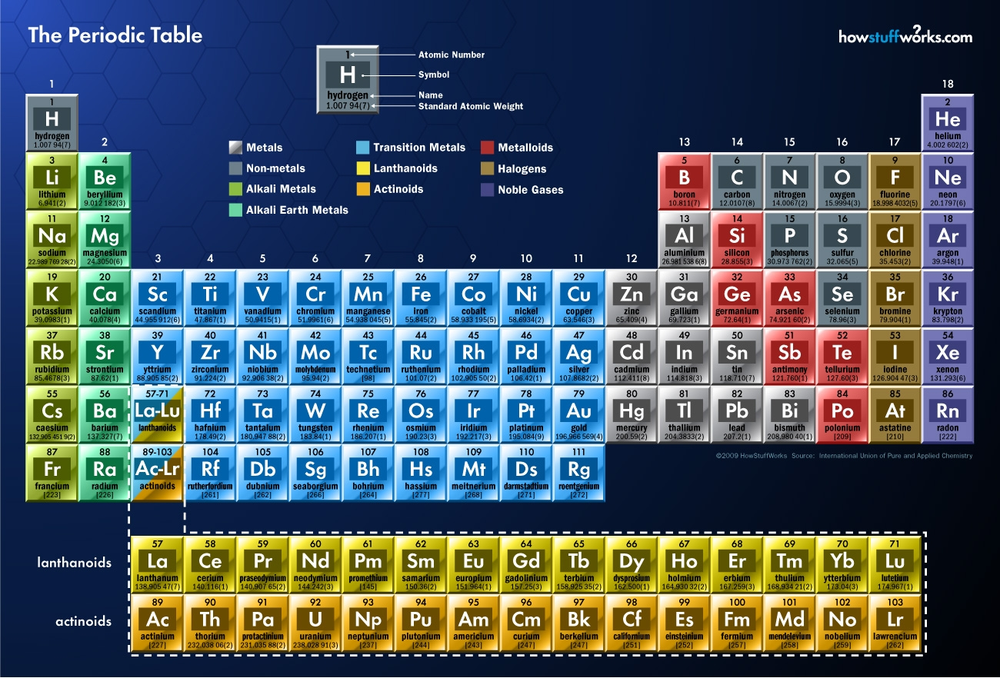 The Periodic Table
howstuffworks.com
1 Atomic Number
H Symbol
hydrogen Name
1.007 94(7) Standard Atomic Weight
Metals Transition Metals Metalloids
Non-metals Lanthanoids Halogens
Alkali Metals Actinoids Noble Gases
Alkali Earth Metals
1 18
1 2
H He
hydrogen helium
1.007 94(7) 4.002 602(2)
2 13 14 15 16 17
3 4 5 6 7 8 9 10
Li Be B C N O F Ne
lithium beryllium boron carbon nitrogen oxygen fluorine neon
6.941(2) 9.012 182(3) 10.811(7) 12.0107(8) 14.0067(2) 15.9994(3) 18.998 4032(5) 20.1797(6)
11 12 13 14 15 16 17 18
Na Mg Al Si P S Cl Ar
sodium magnesium aluminium silicon phosphorus sulfur chlorine argon
22.989 769 28(2) 24.3050(6) 26.981 538 6(8) 28.855(3) 30.973 762(2) 32.065(5) 35.453(2) 39.948(1)
3 4 5 6 7 8 9 10 11 12
19 20 21 22 23 24 25 26 27 28 29 30 31 32 33 34 35 36
K Ca Sc Ti V Cr Mn Fe Co Ni Cu Zn Ga Ge As Se Br Kr
potassium calcium scandium titanium vanadium chromium manganese iron cobalt nickel copper zinc gallium germanium arsenic selenium bromine krypton
39.0983(1) 40.078(4) 44.955 912(6) 47.867(1) 50.9415(1) 51.9961(6) 54.938 045(5) 55.845(2) 58.933 195(5) 58.6934(2) 63.546(3) 65.409(4) 69.723(1) 72.64(1) 74.921 60(2) 78.96(3) 79.904(1) 83.798(2)
37 38 39 40 41 42 43 44 45 46 47 48 49 50 51 52 53 54
Rb Sr Y Zr Nb Mo Tc Ru Rh Pd Ag Cd In Sn Sb Te I Xe
rubidium strontium yttrium zirconium niobium molybdenum technetium ruthenium rhodium palladium silver cadmium indium tin antimony tellurium iodine xenon
85.4678(3) 87.62(1) 88.905 85(2) 91.224(2) 92.906 38(2) 95.94(2) [98] 101.07(2) 102.905 50(2) 106.42(1) 107.8682(2) 112.411(8) 114.818(3) 118.710(7) 121.760(1) 127.60(3) 126.904 47(3) 131.293(6)
55 56 57-71 72 73 74 75 76 77 78 79 80 81 82 83 84 85 86
Cs Ba La-Lu Hf Ta W Re Os Ir Pt Au Hg Tl Pb Bi Po At Rn
caesium barium lanthanoids hafnium tantalum tungsten rhenium osmium iridium platinum gold mercury thallium lead bismuth polonium astatine radon
132.905 451 9(2) 137.327(7) 178.49(2) 180.947 88(2) 183.84(1) 186.207(1) 190.23(3) 192.217(3) 195.084(9) 196.966 569(4) 200.59(2) 204.3833(2) 207.2(1) 208.980 40(1) [209] [210] [222]
87 88 89-103 104 105 106 107 108 109 110 111
Fr Ra Ac-Lr Rf Db Sg Bh Hs Mt Ds Rg
francium radium actinoids rutherfordium dubnium seaborgium bohrium hassium meitnerium darmstadtium roentgenium
[223] [226] [261] [262] [266] [264] [277] [268] [271] [272]
©2009 HowStuffWorks Source: International Union of Pure and Applied Chemistry
57 58 59 60 61 62 63 64 65 66 67 68 69 70 71
lanthanoids La Ce Pr Nd Pm Sm Eu Gd Tb Dy Ho Er Tm Yb Lu
lanthanum cerium praseodymium neodymium promethium samarium europium gadolinium terbium dysprosium holmium erbium thulium ytterbium lutetium
138.905 47(7) 140.116(1) 140.907 65(2) 144.242(3) [145] 150.36(2) 151.964(1) 157.25(3) 158.925 35(2) 162.500(1) 164.930 32(2) 167.259(3) 168.934 21(2) 173.04(3) 174.967(1)
89 90 91 92 93 94 95 96 97 98 99 100 101 102 103
actinoids Ac Th Pa U Np Pu Am Cm Bk Cf Es Fm Md No Lr
actinium thorium protactinium uranium neptunium plutonium americium curium berkelium californium einsteinium fermium mendelevium nobelium lawrencium
[227] 232.038 06(2) 231.035 88(2) 238.028 91(3) [237] [244] [243] [247] [247] [251] [252] [257] [258] [259] [262]